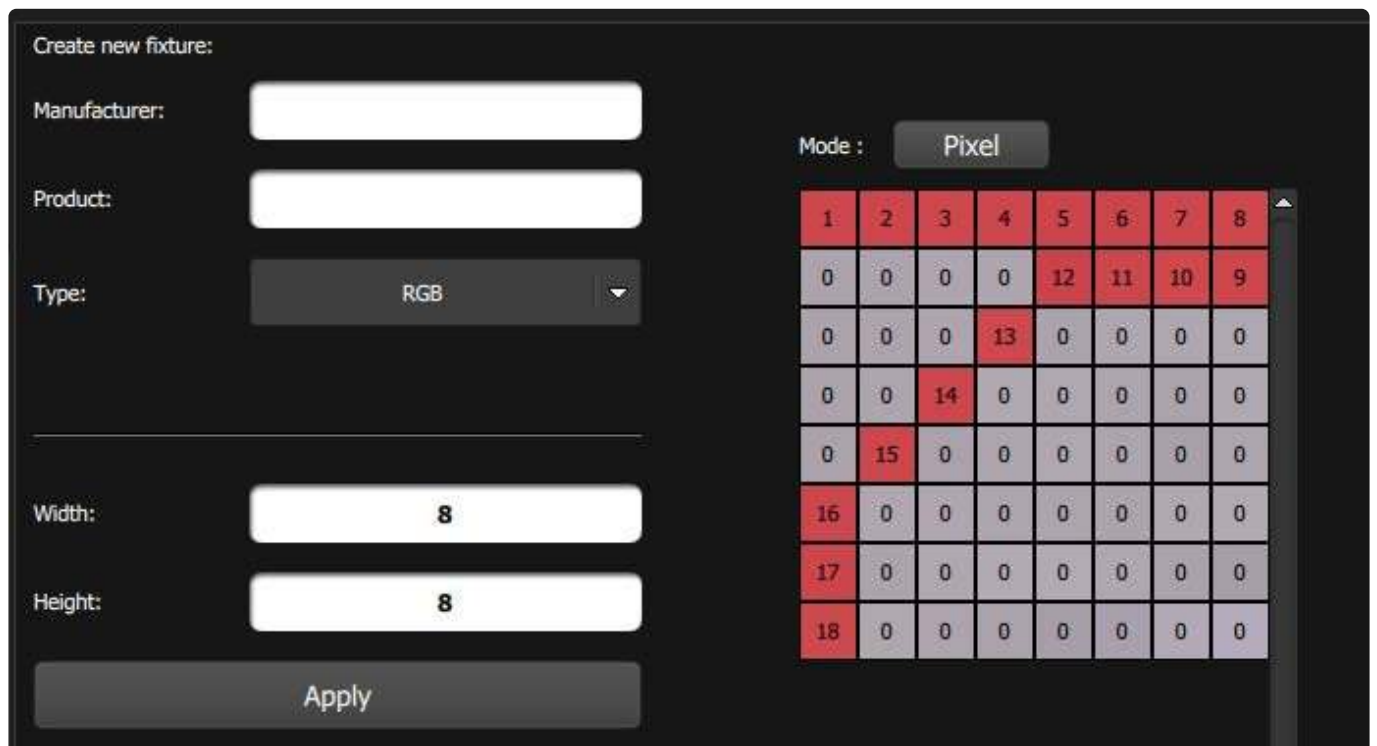 Create new fixture:
Manufacturer:
Product:
Type: RGB
Width: 8
Height: 8
Apply
Mode : Pixel
1 2 3 4 5 6 7 8
0 0 0 0 12 11 10 9
0 0 0 13 0 0 0 0
0 0 14 0 0 0 0 0
0 15 0 0 0 0 0 0
16 0 0 0 0 0 0 0
17 0 0 0 0 0 0 0
18 0 0 0 0 0 0 0